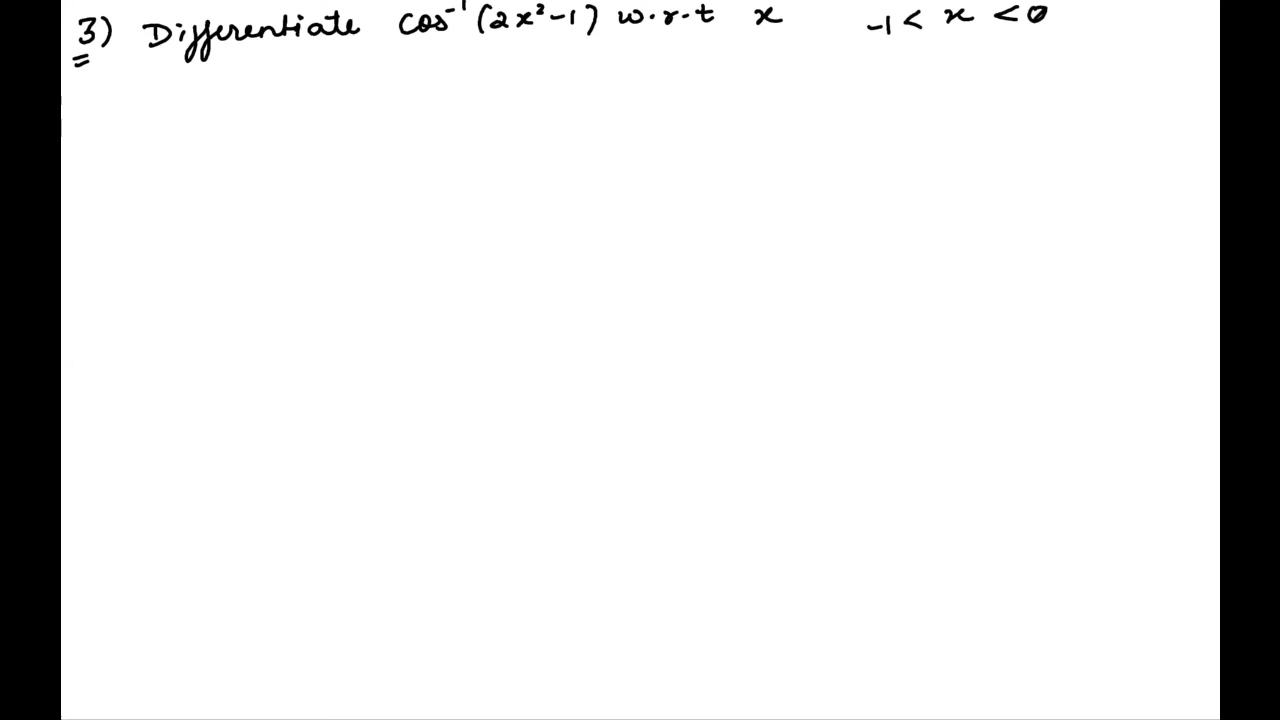 3) Differentiate cos⁻¹(2x²-1) w.r.t x -1 < x < 0